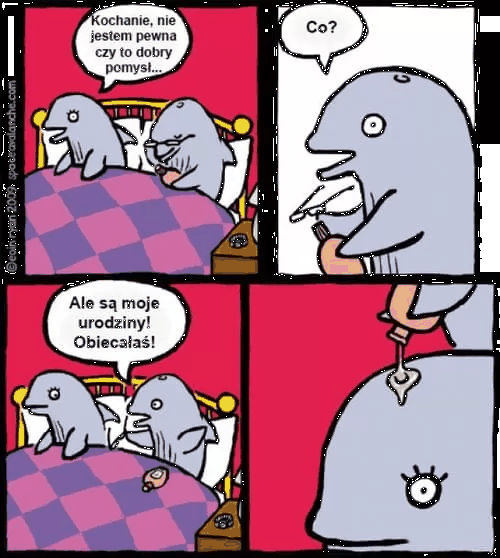 Kochanie, nie
jestem pewna
czy to dobry
pomysł...
Co?
Ale są moje
urodziny!
Obiecałaś!